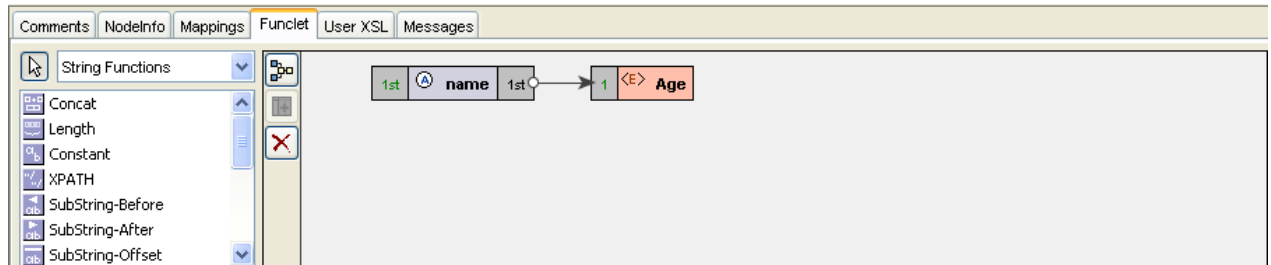 Comments NodeInfo Mappings Funclet User XSL Messages
String Functions
1st A name 1st 1 <E> Age
Concat
Length
Constant
XPATH
SubString-Before
SubString-After
SubString-Offset